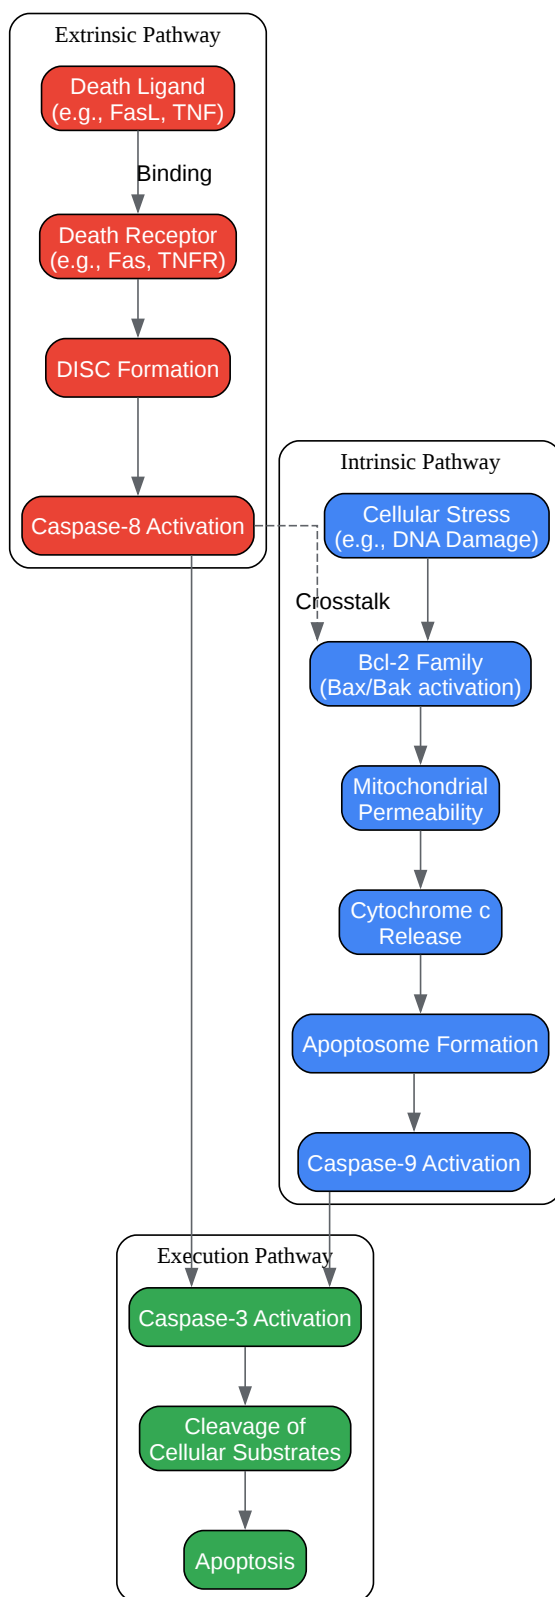 Extrinsic Pathway
Death Ligand
(e.g., FasL, TNF)
Binding
Death Receptor
(e.g., Fas, TNFR)
DISC Formation
Caspase-8 Activation
Intrinsic Pathway
Cellular Stress
(e.g., DNA Damage)
Crosstalk
Bcl-2 Family
(Bax/Bak activation)
Mitochondrial
Permeability
Cytochrome c
Release
Apoptosome Formation
Caspase-9 Activation
Execution Pathway
Caspase-3 Activation
Cleavage of
Cellular Substrates
Apoptosis